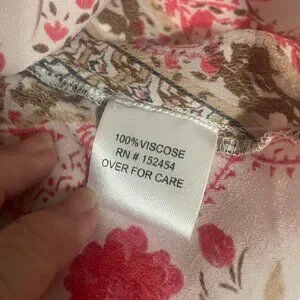 100%VISCOSE
RN # 152454
OVER FOR CARE